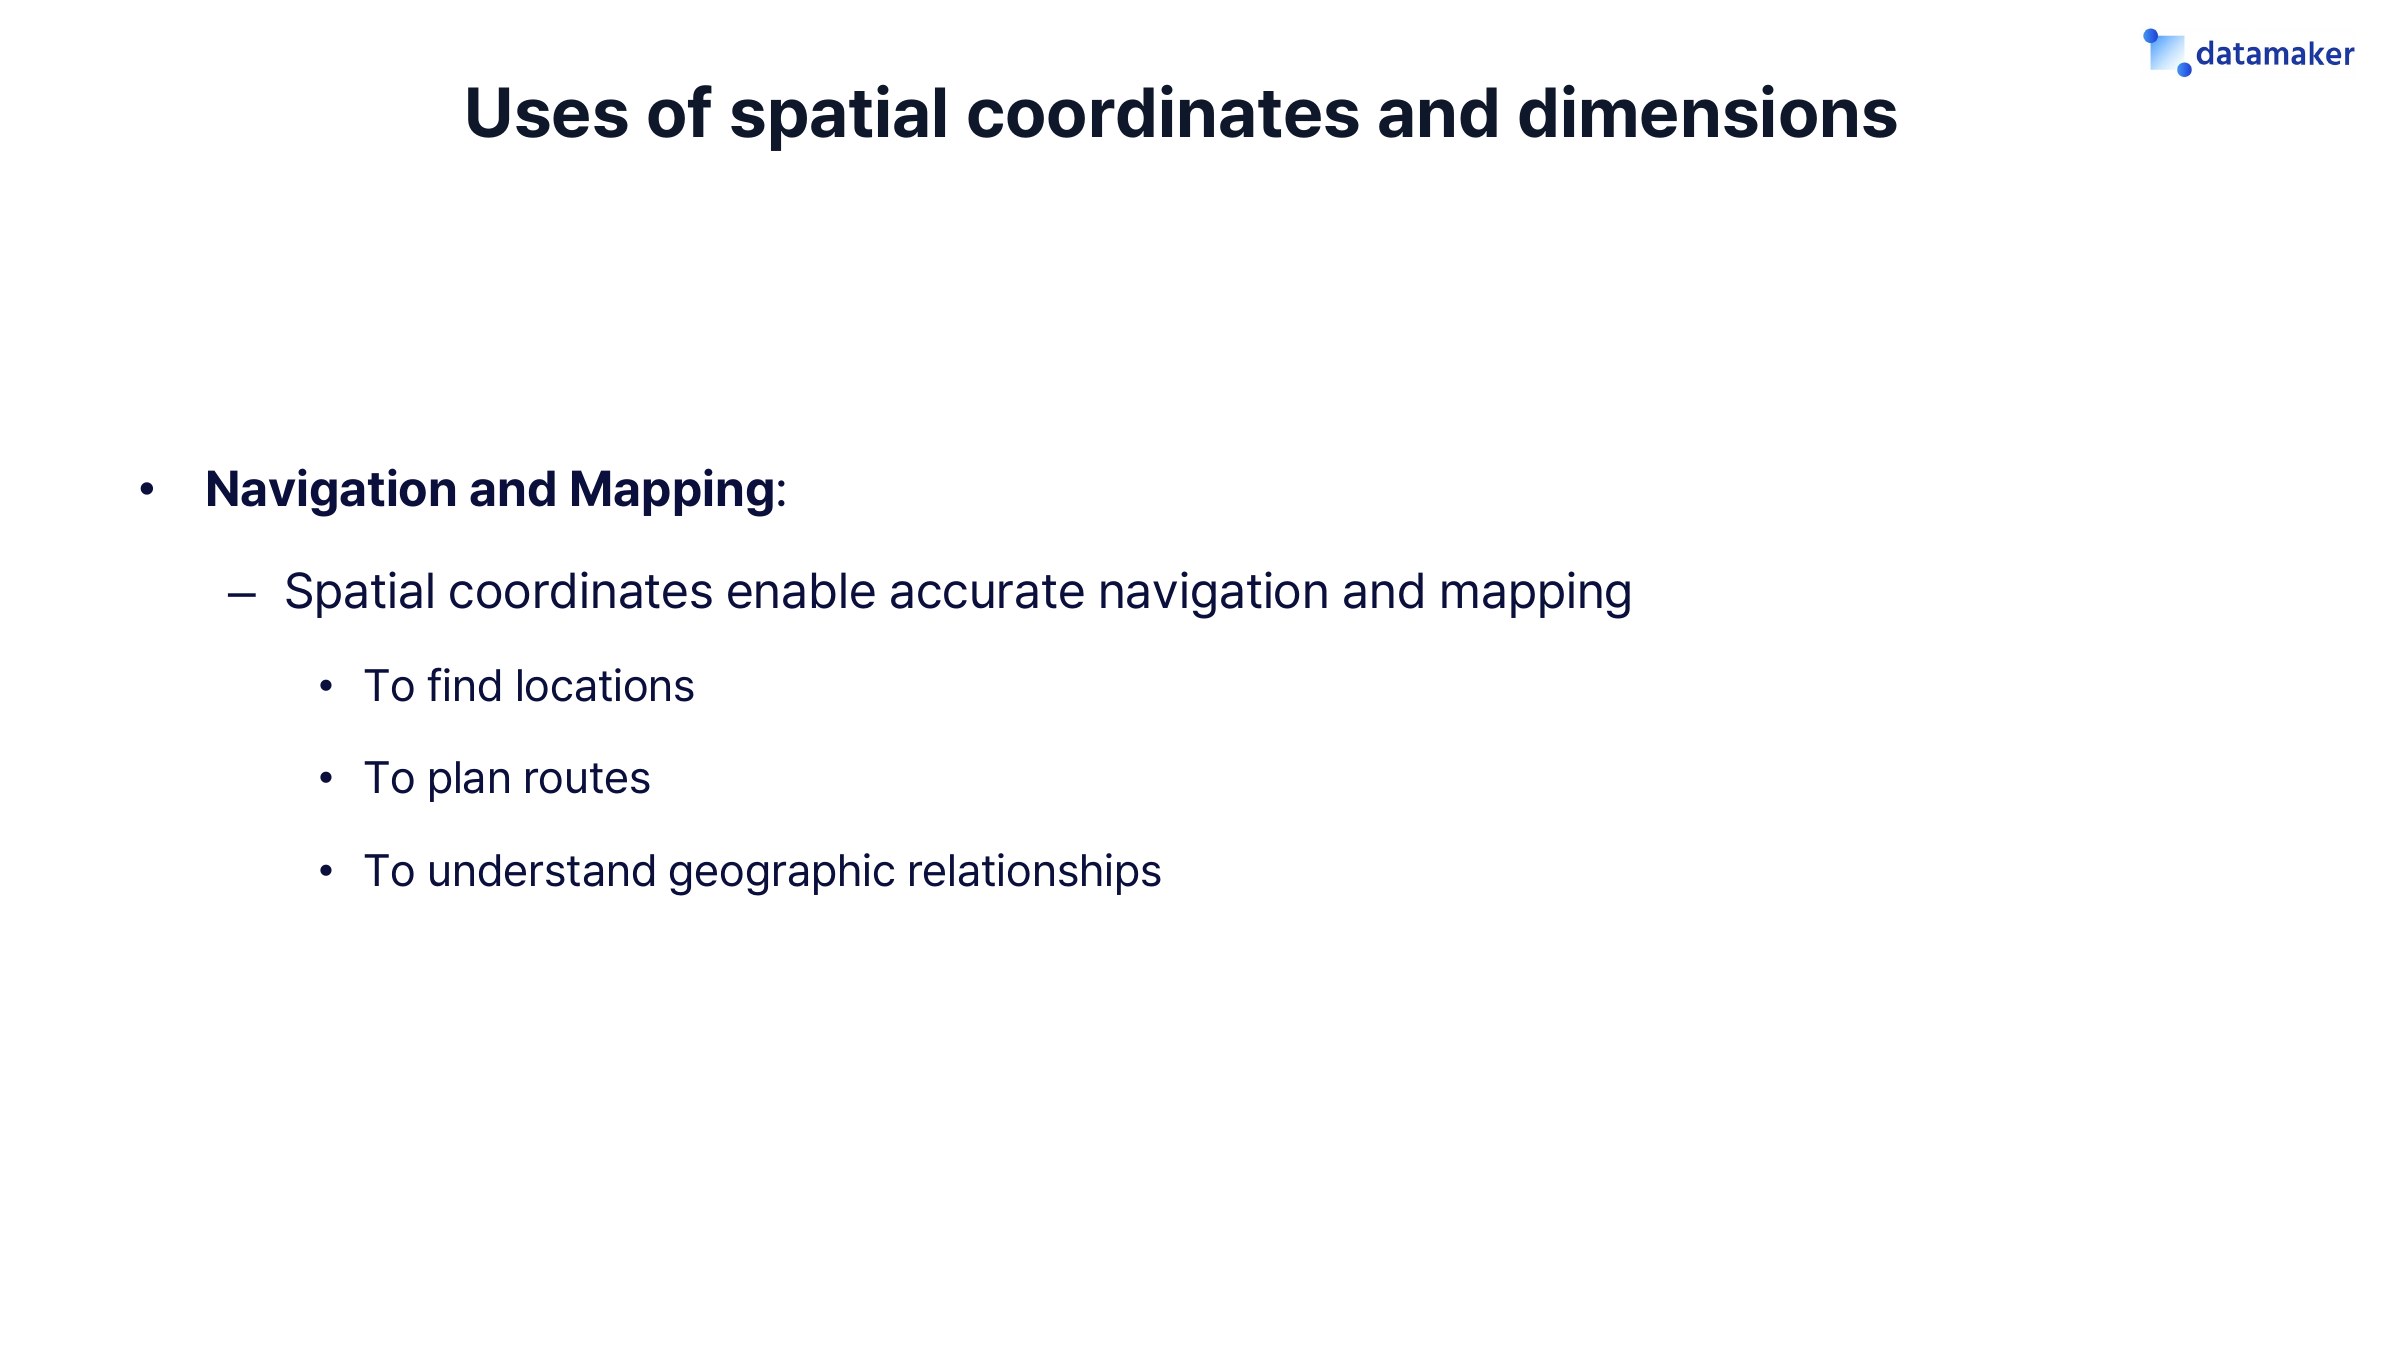 datamaker
Uses of spatial coordinates and dimensions
• Navigation and Mapping:
– Spatial coordinates enable accurate navigation and mapping
• To find locations
• To plan routes
• To understand geographic relationships